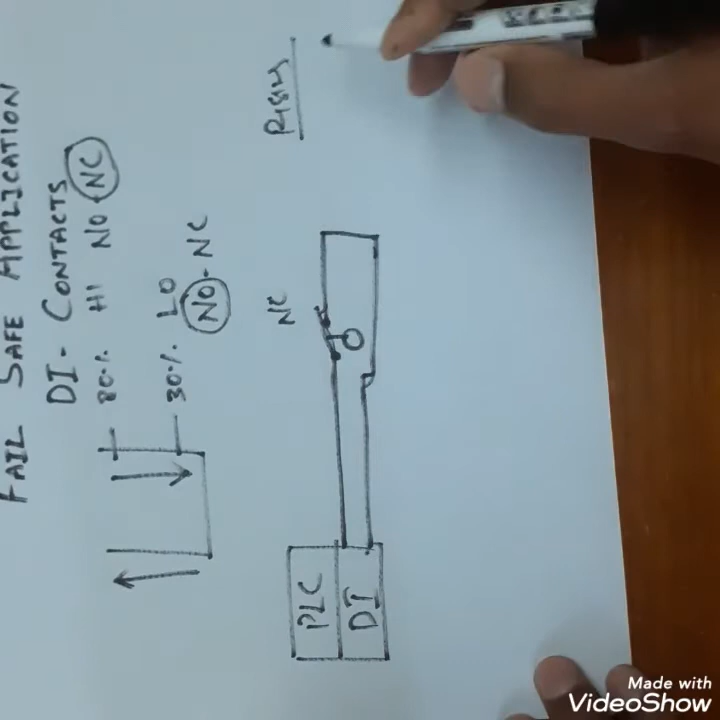 FAIL SAFE APPLICATION
DI - CONTACTS
80% HI NO-NC
30% LO
NO-NC
NC
PLC
DI
Made with
VideoShow